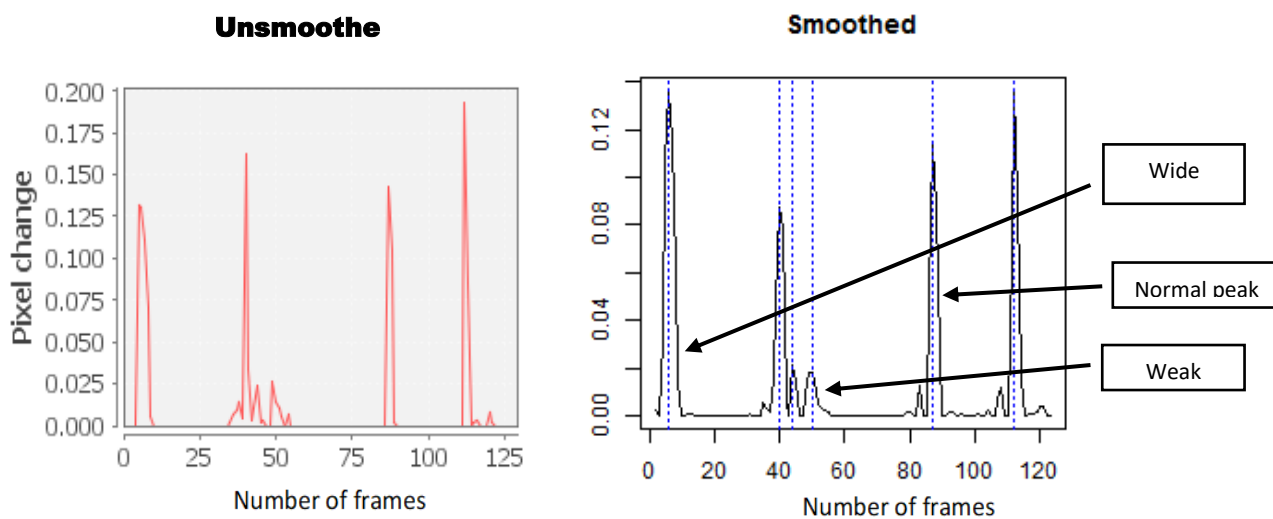 Unsmoothe
Pixel change
0.200
0.175
0.150
0.125
0.100
0.075
0.050
0.025
0.000
0 25 50 75 100 125
Number of frames
Smoothed
0.12
0.08
0.04
0.00
0 20 40 60 80 100 120
Number of frames
Wide
Normal peak
Weak